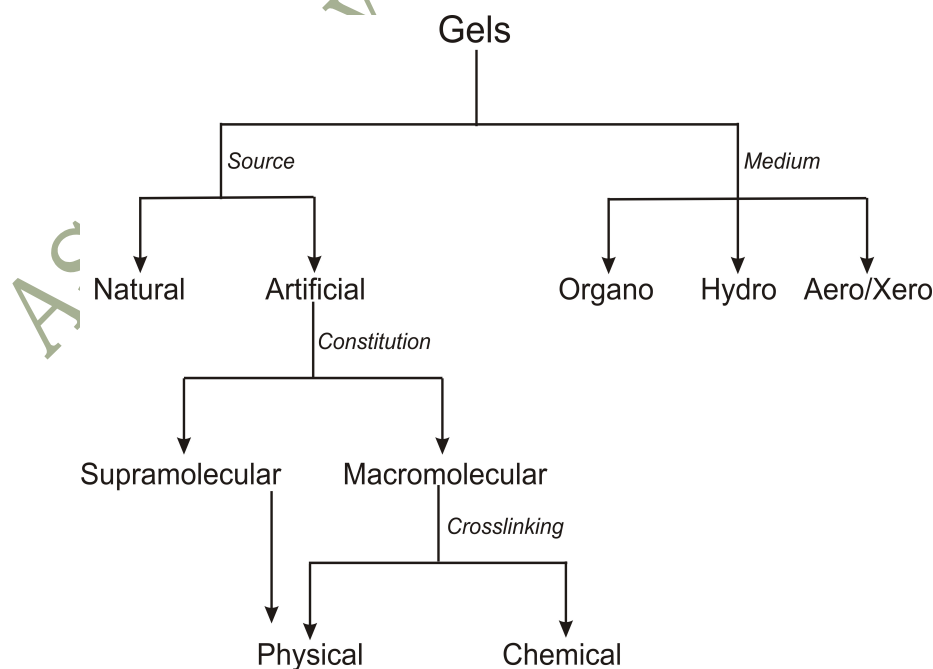 Gels
Source
Medium
Natural
Artificial
Organo
Hydro
Aero/Xero
Constitution
Supramolecular
Macromolecular
Crosslinking
Physical
Chemical